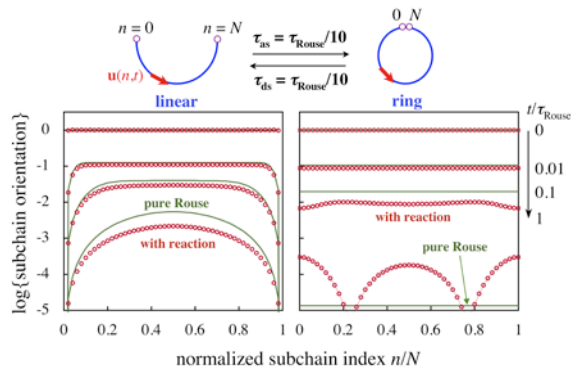 n = 0
n = N
τas = τRouse/10
τds = τRouse/10
0 N
u(n,t)
linear
ring
t/τRouse
0
-1
-2
-3
-4
-5
log{subchain orientation}
pure Rouse
with reaction
0
0.01
0.1
1
with reaction
pure Rouse
0 0.2 0.4 0.6 0.8 1
0 0.2 0.4 0.6 0.8 1
normalized subchain index n/N